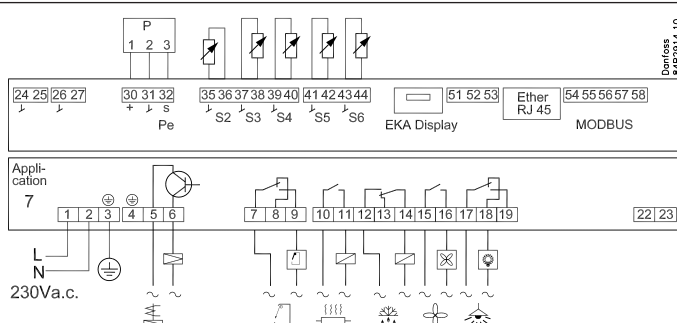 P
1 2 3
Danfoss
84B2914.10
24 25 26 27 30 31 32 35 36 37 38 39 40 41 42 43 44 51 52 53 54 55 56 57 58
+ s
Pe
S2 S3 S4 S5 S6
EKA Display
Ether
RJ 45
MODBUS
Appli-
cation
7
1 2 3 4 5 6 7 8 9 10 11 12 13 14 15 16 17 18 19 22 23
L
N
230Va.c.